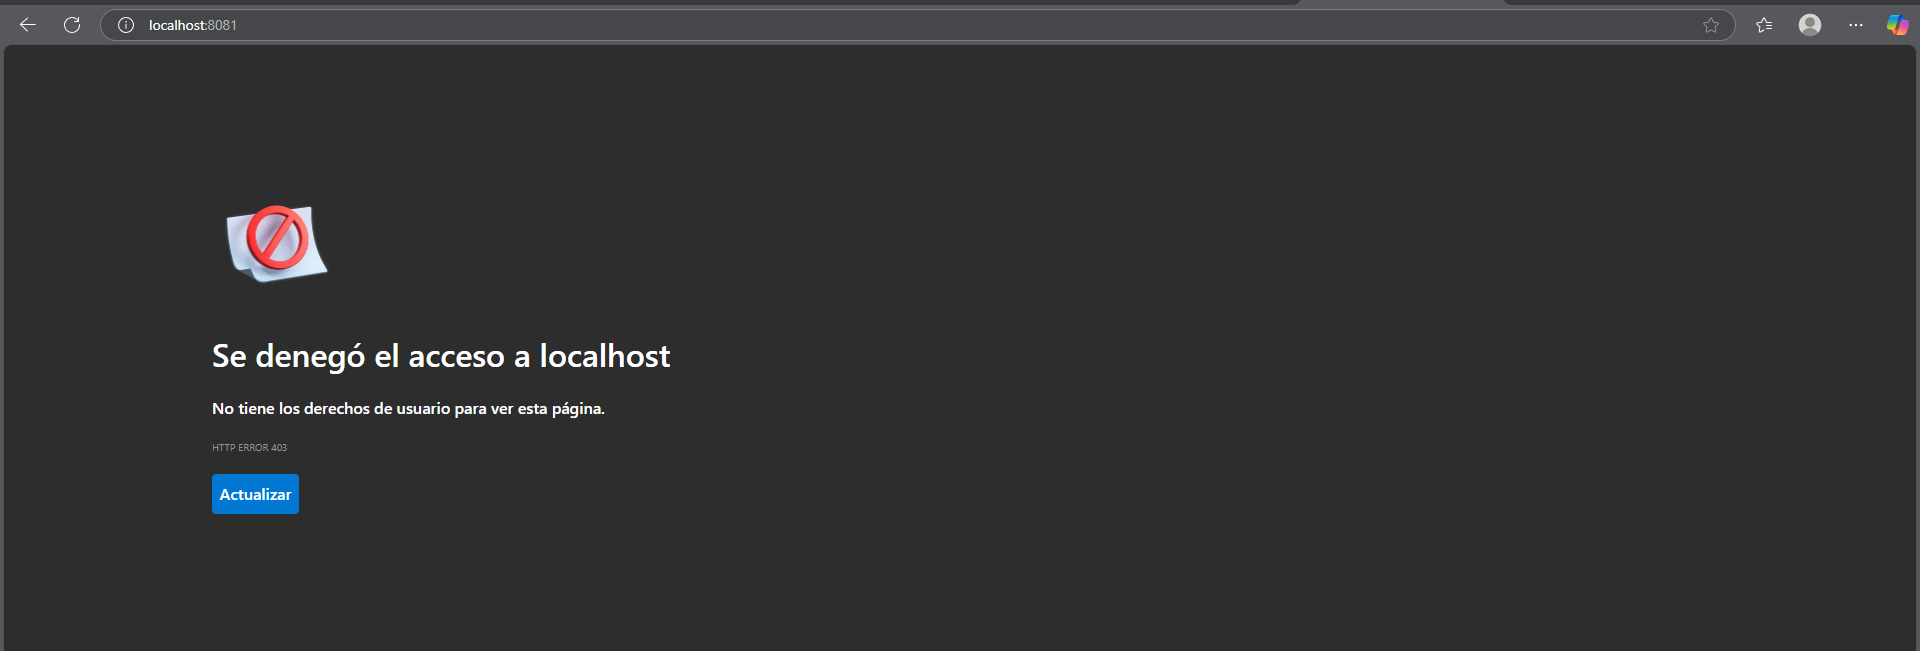 localhost:8081
Se denegó el acceso a localhost
No tiene los derechos de usuario para ver esta página.
HTTP ERROR 403
Actualizar